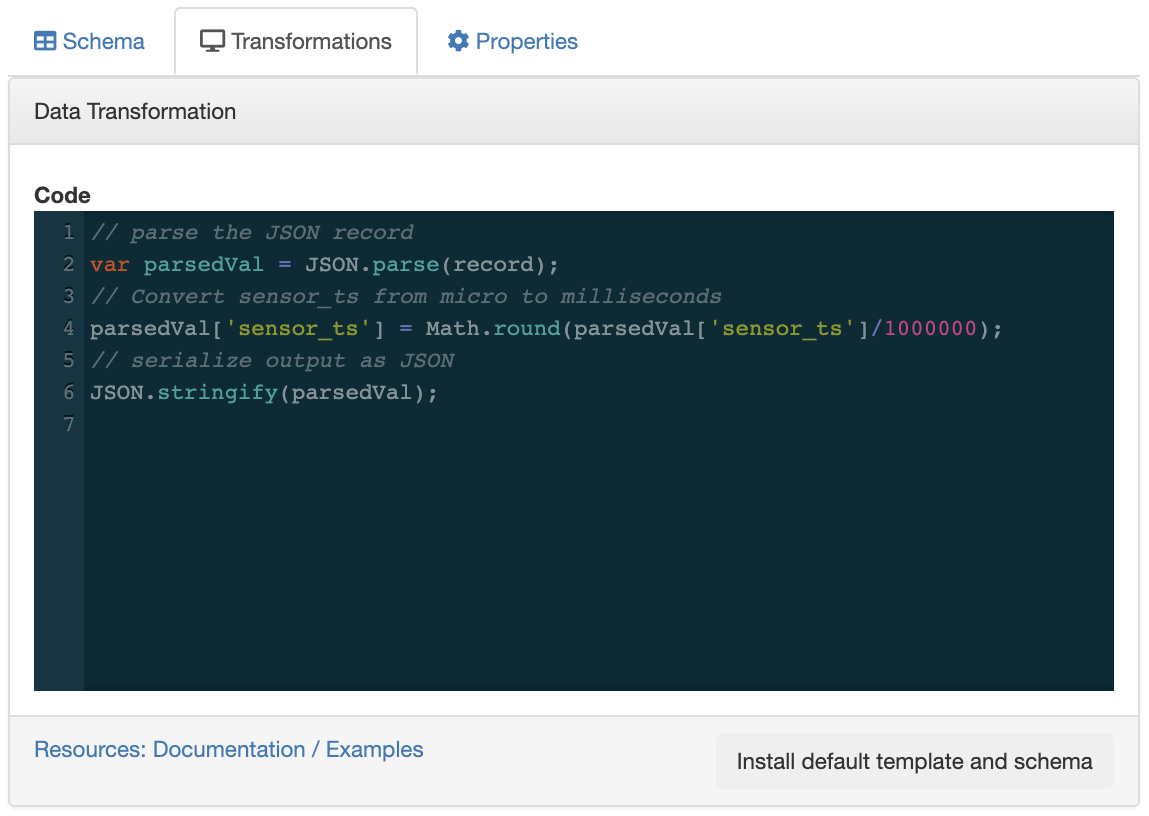 Schema Transformations Properties
Data Transformation
Code
1 // parse the JSON record
2 var parsedVal = JSON.parse(record);
3 // Convert sensor_ts from micro to milliseconds
4 parsedVal['sensor_ts'] = Math.round(parsedVal['sensor_ts']/1000000);
5 // serialize output as JSON
6 JSON.stringify(parsedVal);
7
Resources: Documentation / Examples
Install default template and schema